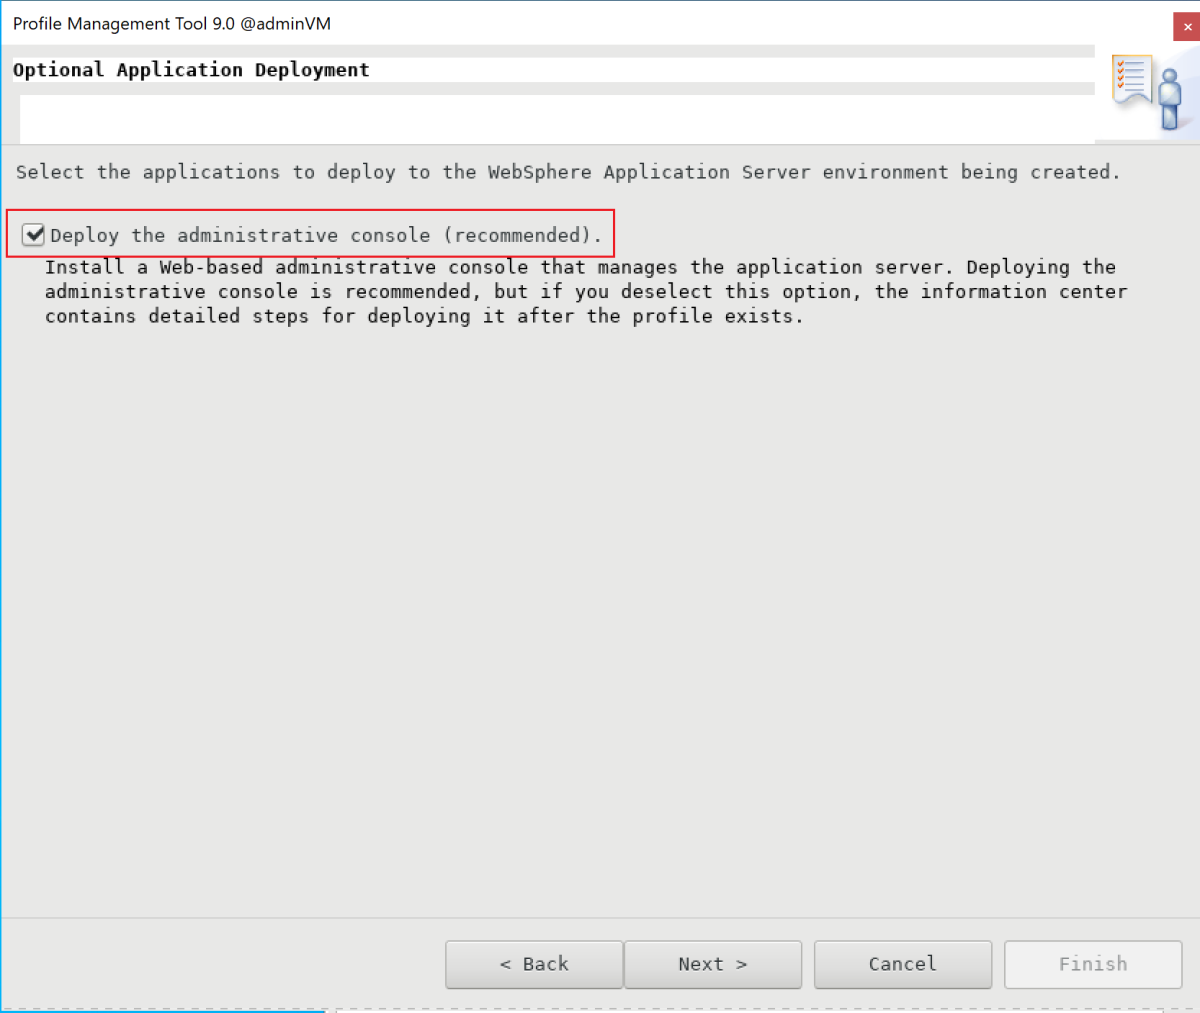 Profile Management Tool 9.0 @adminVM
Optional Application Deployment
Select the applications to deploy to the WebSphere Application Server environment being created.
Deploy the administrative console (recommended).
Install a Web-based administrative console that manages the application server. Deploying the
administrative console is recommended, but if you deselect this option, the information center
contains detailed steps for deploying it after the profile exists.
< Back
Next >
Cancel
Finish